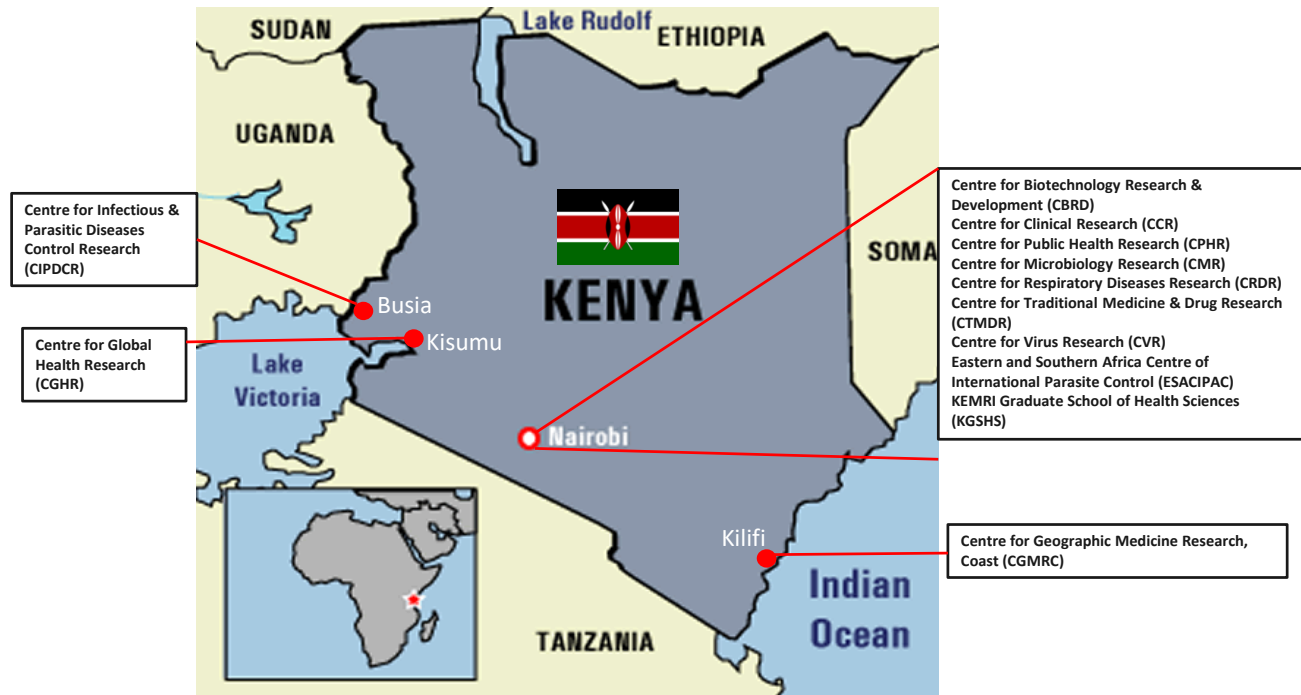 SUDAN
Lake Rudolf
ETHIOPIA
UGANDA
SOMA
KENYA
Centre for Infectious &
Parasitic Diseases
Control Research
(CIPDCR)
Busia
Centre for Global
Health Research
(CGHR)
Kisumu
Lake
Victoria
Nairobi
Centre for Biotechnology Research &
Development (CBRD)
Centre for Clinical Research (CCR)
Centre for Public Health Research (CPHR)
Centre for Microbiology Research (CMR)
Centre for Respiratory Diseases Research (CRDR)
Centre for Traditional Medicine & Drug Research
(CTMDR)
Centre for Virus Research (CVR)
Eastern and Southern Africa Centre of
International Parasite Control (ESACIPAC)
KEMRI Graduate School of Health Sciences
(KGSHS)
Kilifi
Centre for Geographic Medicine Research,
Coast (CGMRC)
Indian
Ocean
TANZANIA